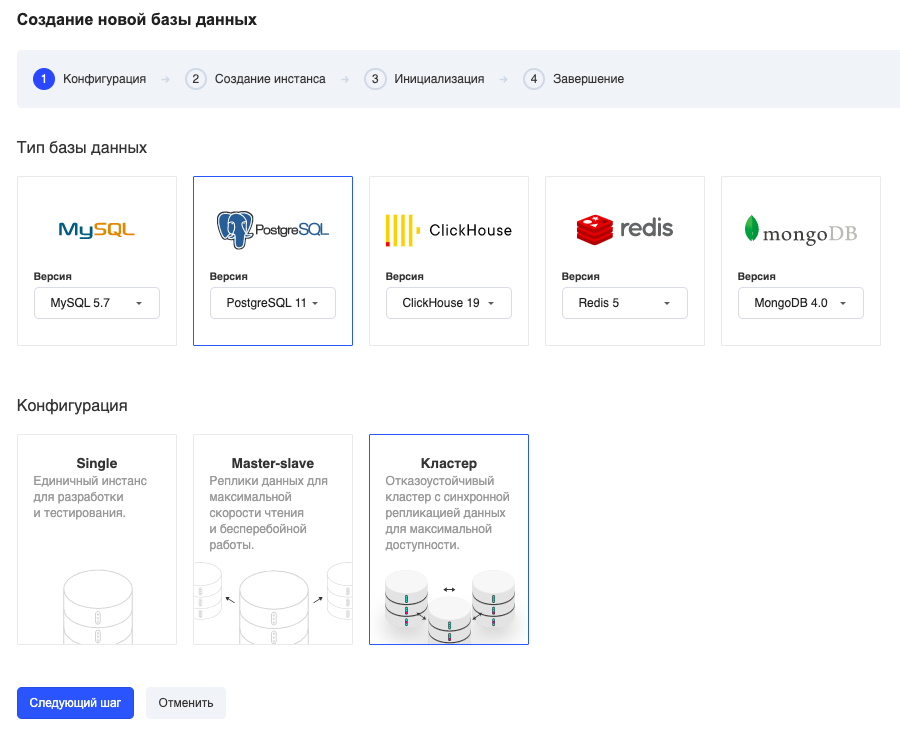 Создание новой базы данных
1 Конфигурация → 2 Создание инстанса → 3 Инициализация → 4 Завершение
Тип базы данных
MySQL
Версия
MySQL 5.7
PostgreSQL
Версия
PostgreSQL 11
ClickHouse
Версия
ClickHouse 19
redis
Версия
Redis 5
mongoDB
Версия
MongoDB 4.0
Конфигурация
Single
Единичный инстанс
для разработки
и тестирования.
Master-slave
Реплики данных для
максимальной
скорости чтения
и бесперебойной
работы.
Кластер
Отказоустойчивый
кластер с синхронной
репликацией данных
для максимальной
доступности.
Следующий шаг
Отменить